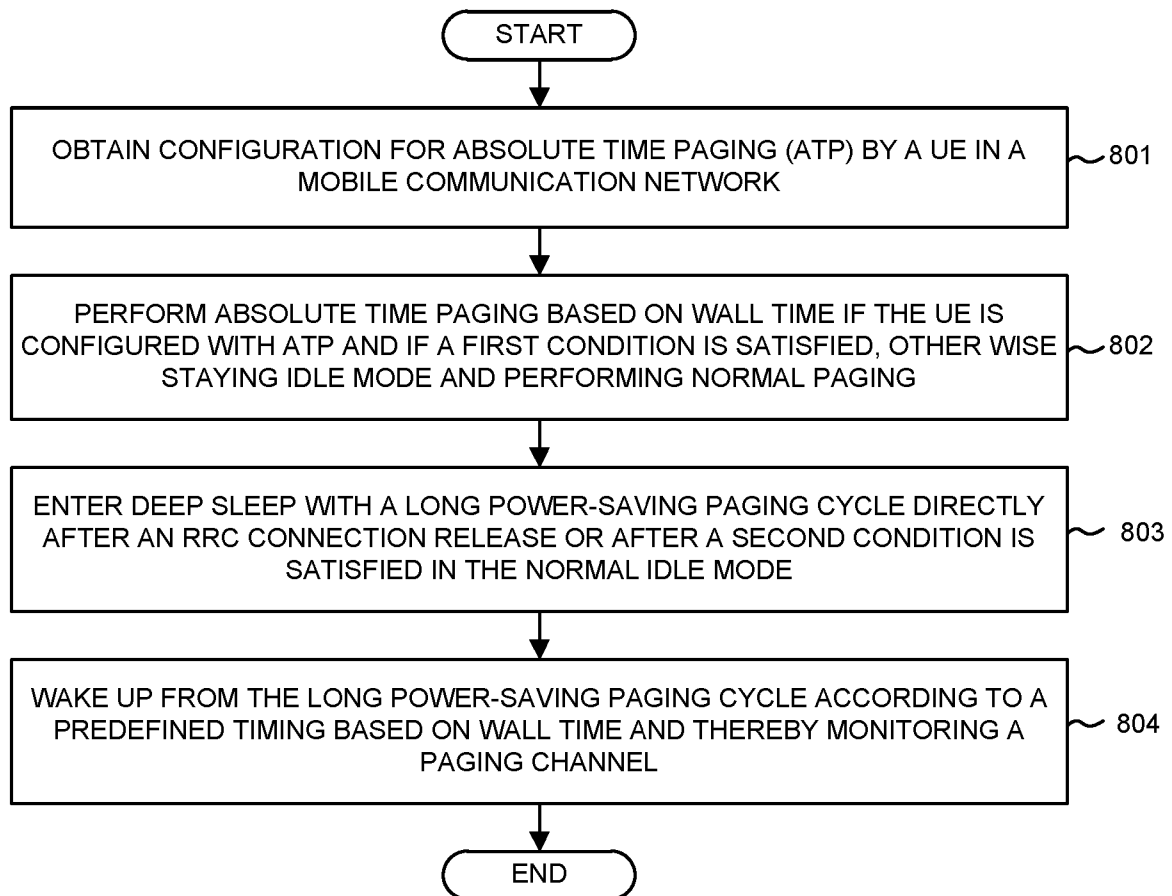 START
OBTAIN CONFIGURATION FOR ABSOLUTE TIME PAGING (ATP) BY A UE IN A
MOBILE COMMUNICATION NETWORK
801
PERFORM ABSOLUTE TIME PAGING BASED ON WALL TIME IF THE UE IS
CONFIGURED WITH ATP AND IF A FIRST CONDITION IS SATISFIED, OTHER WISE
STAYING IDLE MODE AND PERFORMING NORMAL PAGING
802
ENTER DEEP SLEEP WITH A LONG POWER-SAVING PAGING CYCLE DIRECTLY
AFTER AN RRC CONNECTION RELEASE OR AFTER A SECOND CONDITION IS
SATISFIED IN THE NORMAL IDLE MODE
803
WAKE UP FROM THE LONG POWER-SAVING PAGING CYCLE ACCORDING TO A
PREDEFINED TIMING BASED ON WALL TIME AND THEREBY MONITORING A
PAGING CHANNEL
804
END